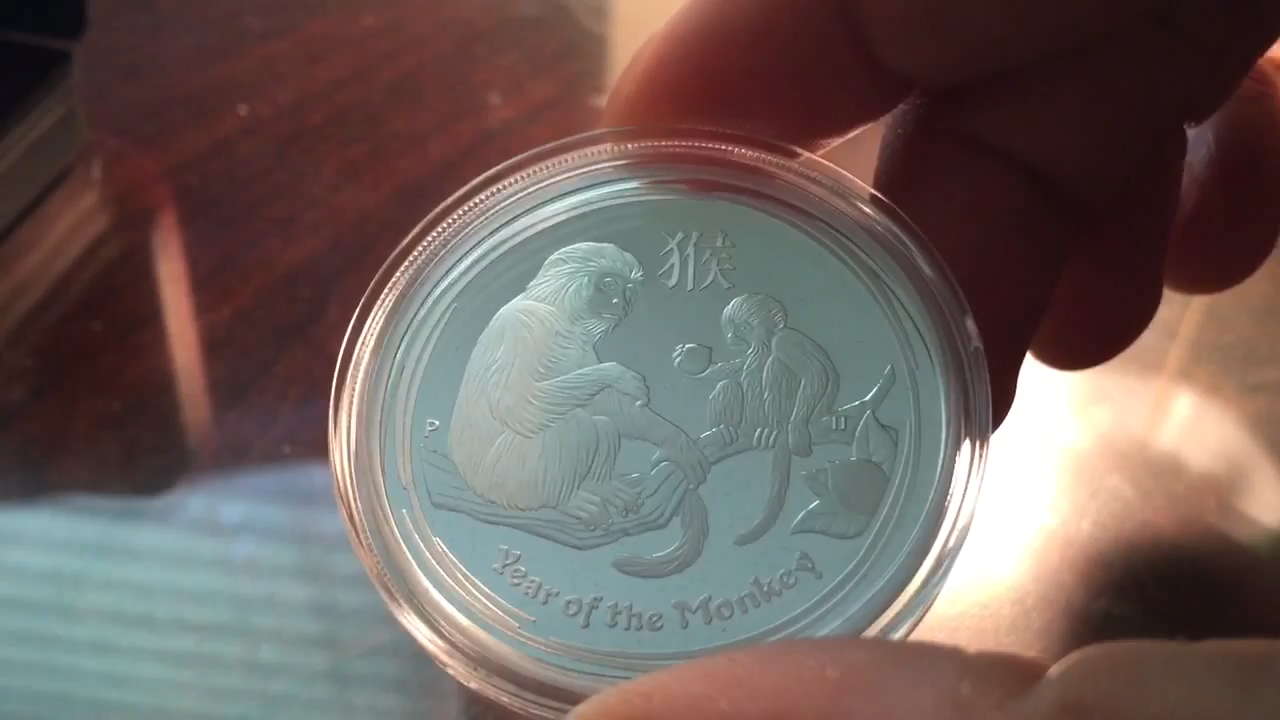 猴
P
Year of the Monkey